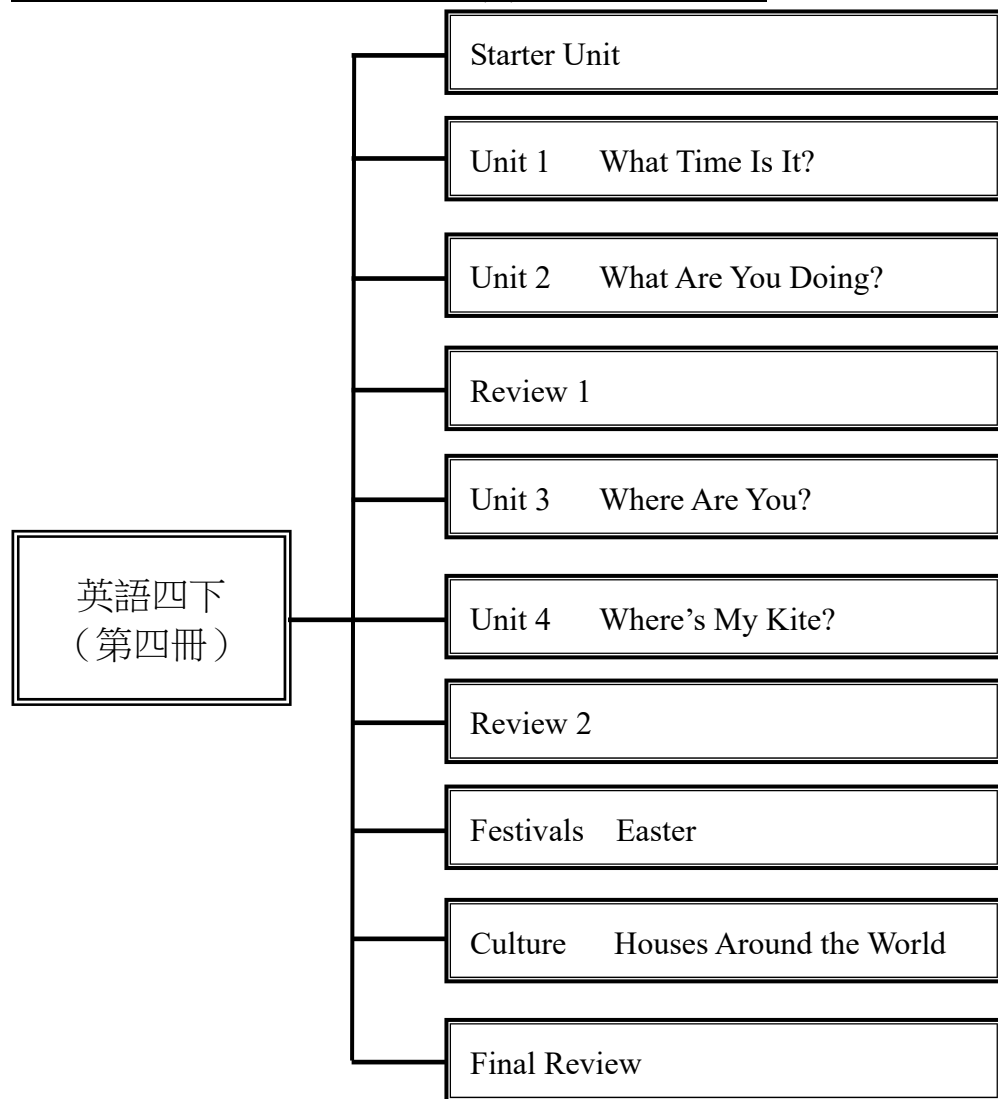 Starter Unit
Unit 1 What Time Is It?
Unit 2 What Are You Doing?
Review 1
Unit 3 Where Are You?
英語四下
（第四冊）
Unit 4 Where’s My Kite?
Review 2
Festivals Easter
Culture Houses Around the World
Final Review